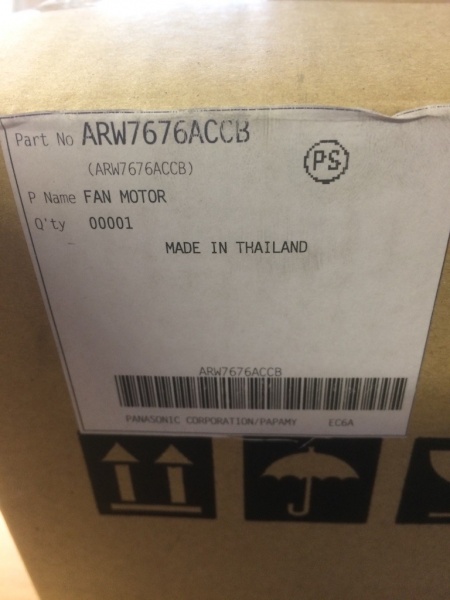 Part No ARW7676ACCB
(ARW7676ACCB)
PS
P Name FAN MOTOR
Q'ty 00001
MADE IN THAILAND
ARW7676ACCB
PANASONIC CORPORATION/PAPAMY EC6A